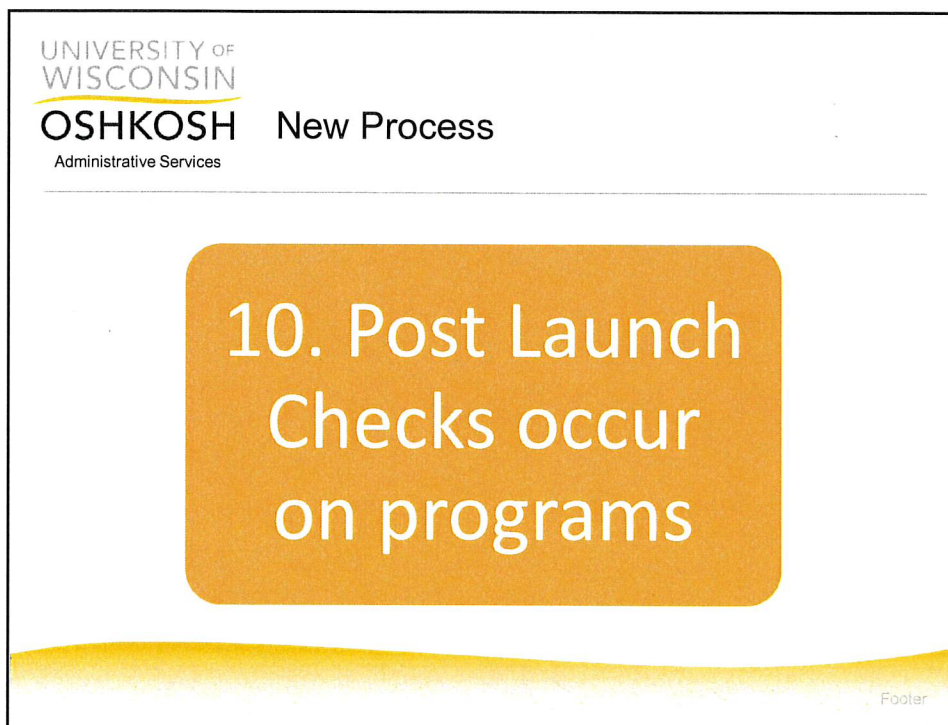 UNIVERSITY OF
WISCONSIN
OSHKOSH
Administrative Services
New Process
10. Post Launch
Checks occur
on programs
Footer